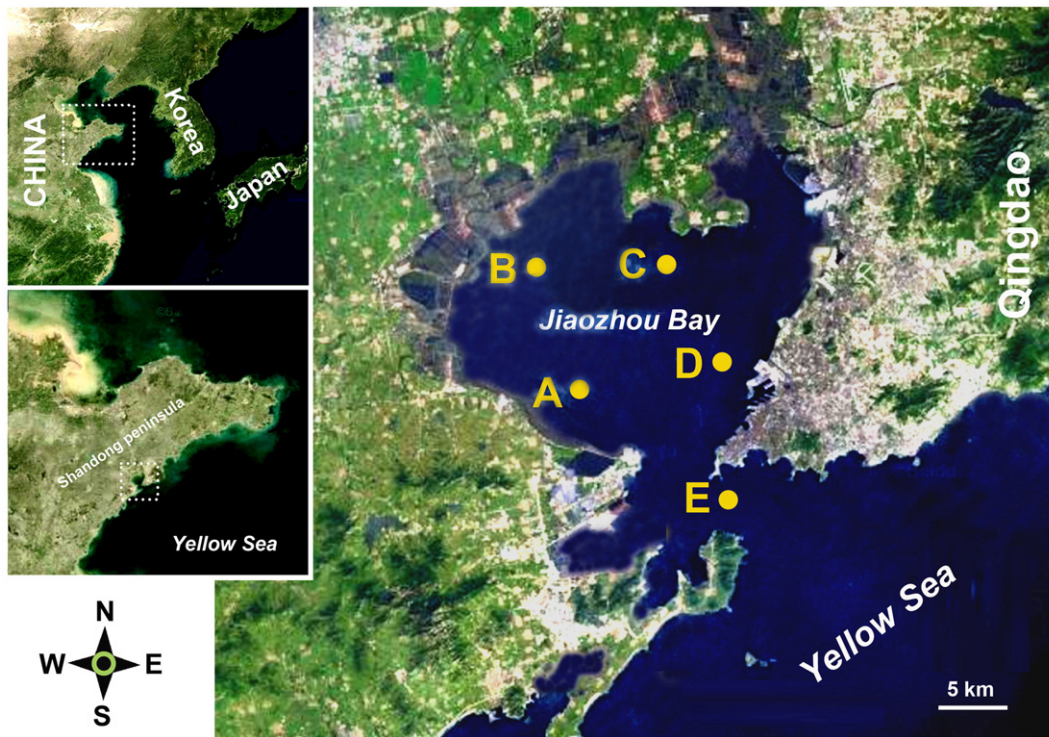 CHINA
Korea
Japan
Shandong peninsula
Yellow Sea
N
W E
S
B
C
Jiaozhou Bay
D
A
E
Qingdao
Yellow Sea
5 km